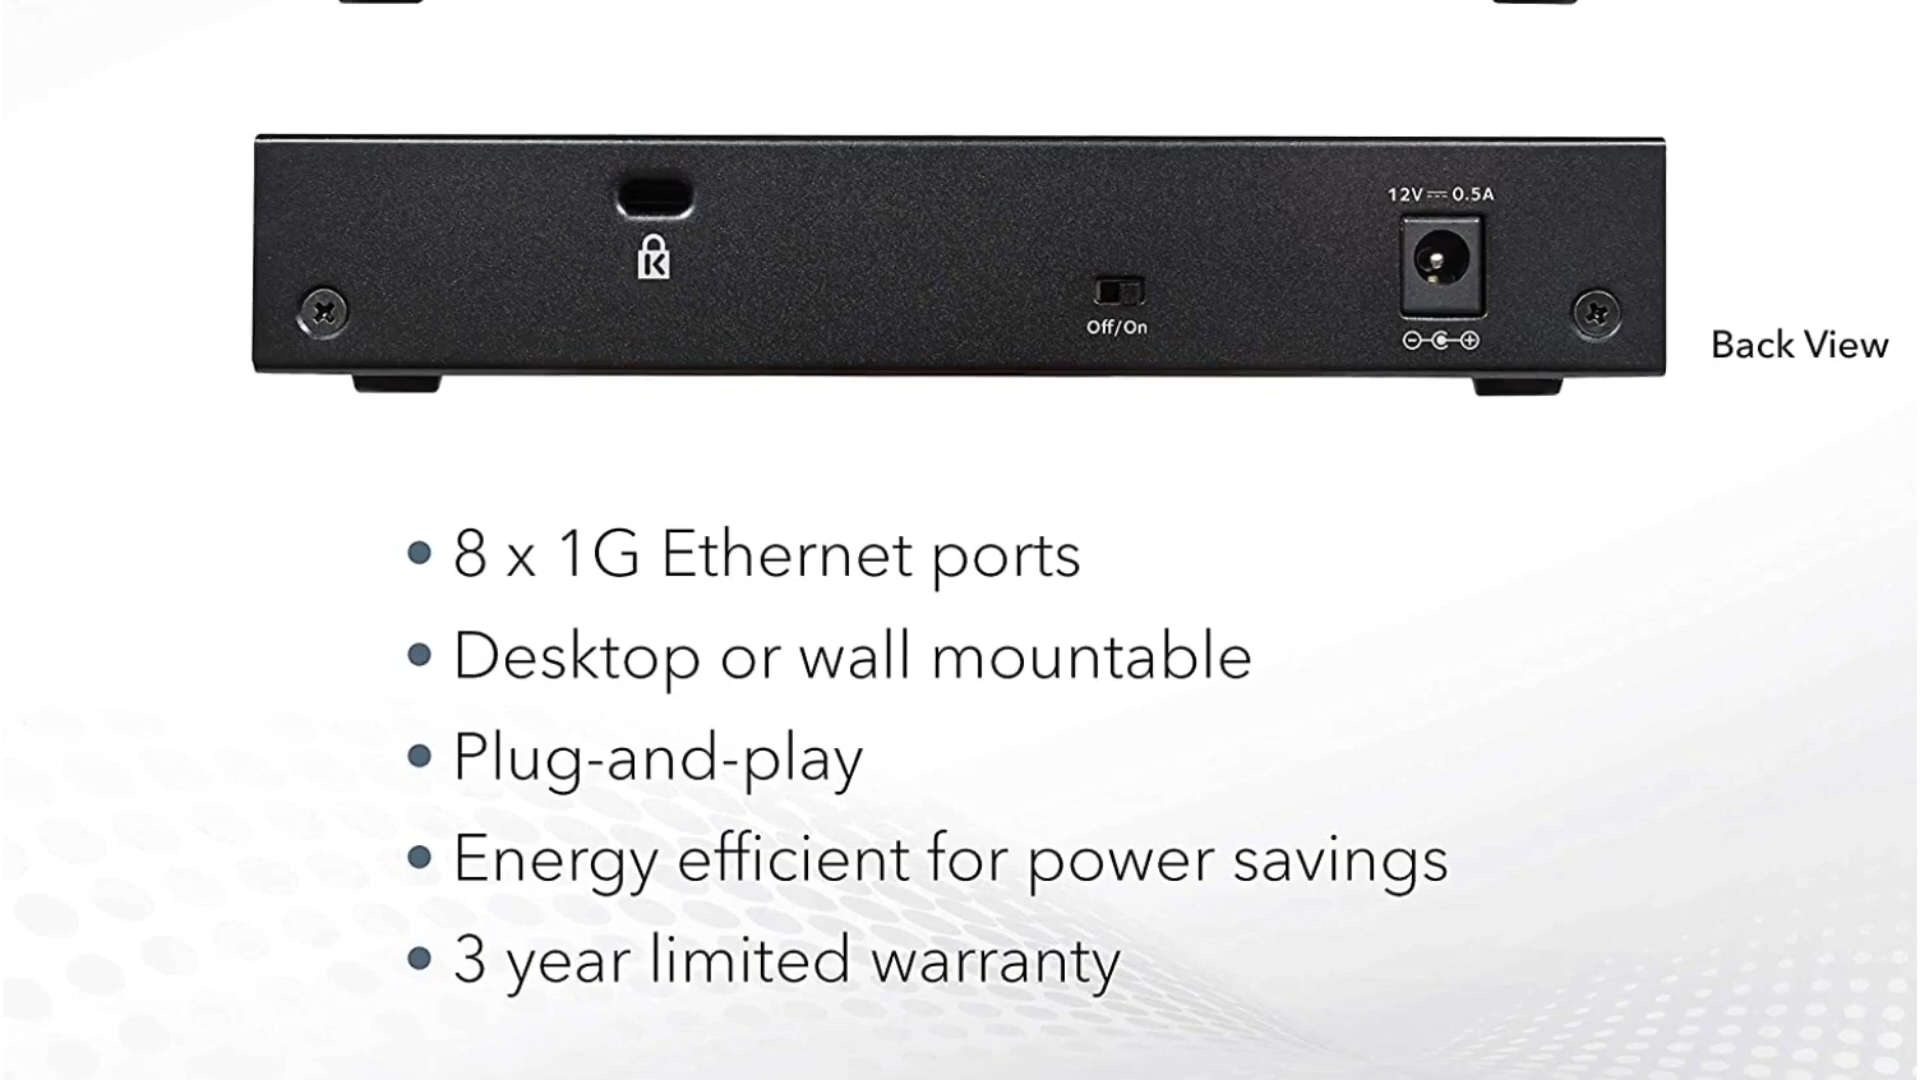 12V⎓0.5A
K
Off/On
Back View
• 8 x 1G Ethernet ports
• Desktop or wall mountable
• Plug-and-play
• Energy efficient for power savings
• 3 year limited warranty